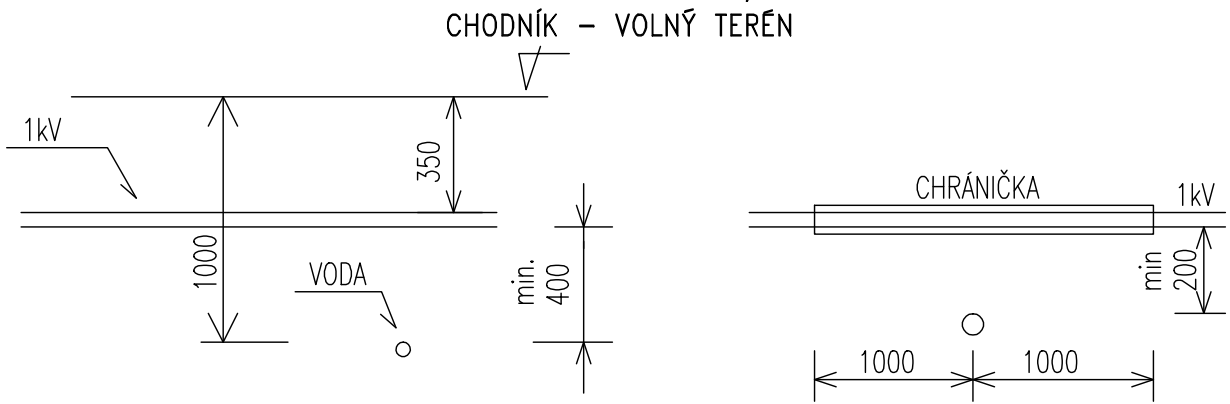 CHODNÍK – VOLNÝ TERÉN
1kV
350
1000
VODA
min.
400
CHRÁNIČKA
1kV
min
200
1000
1000